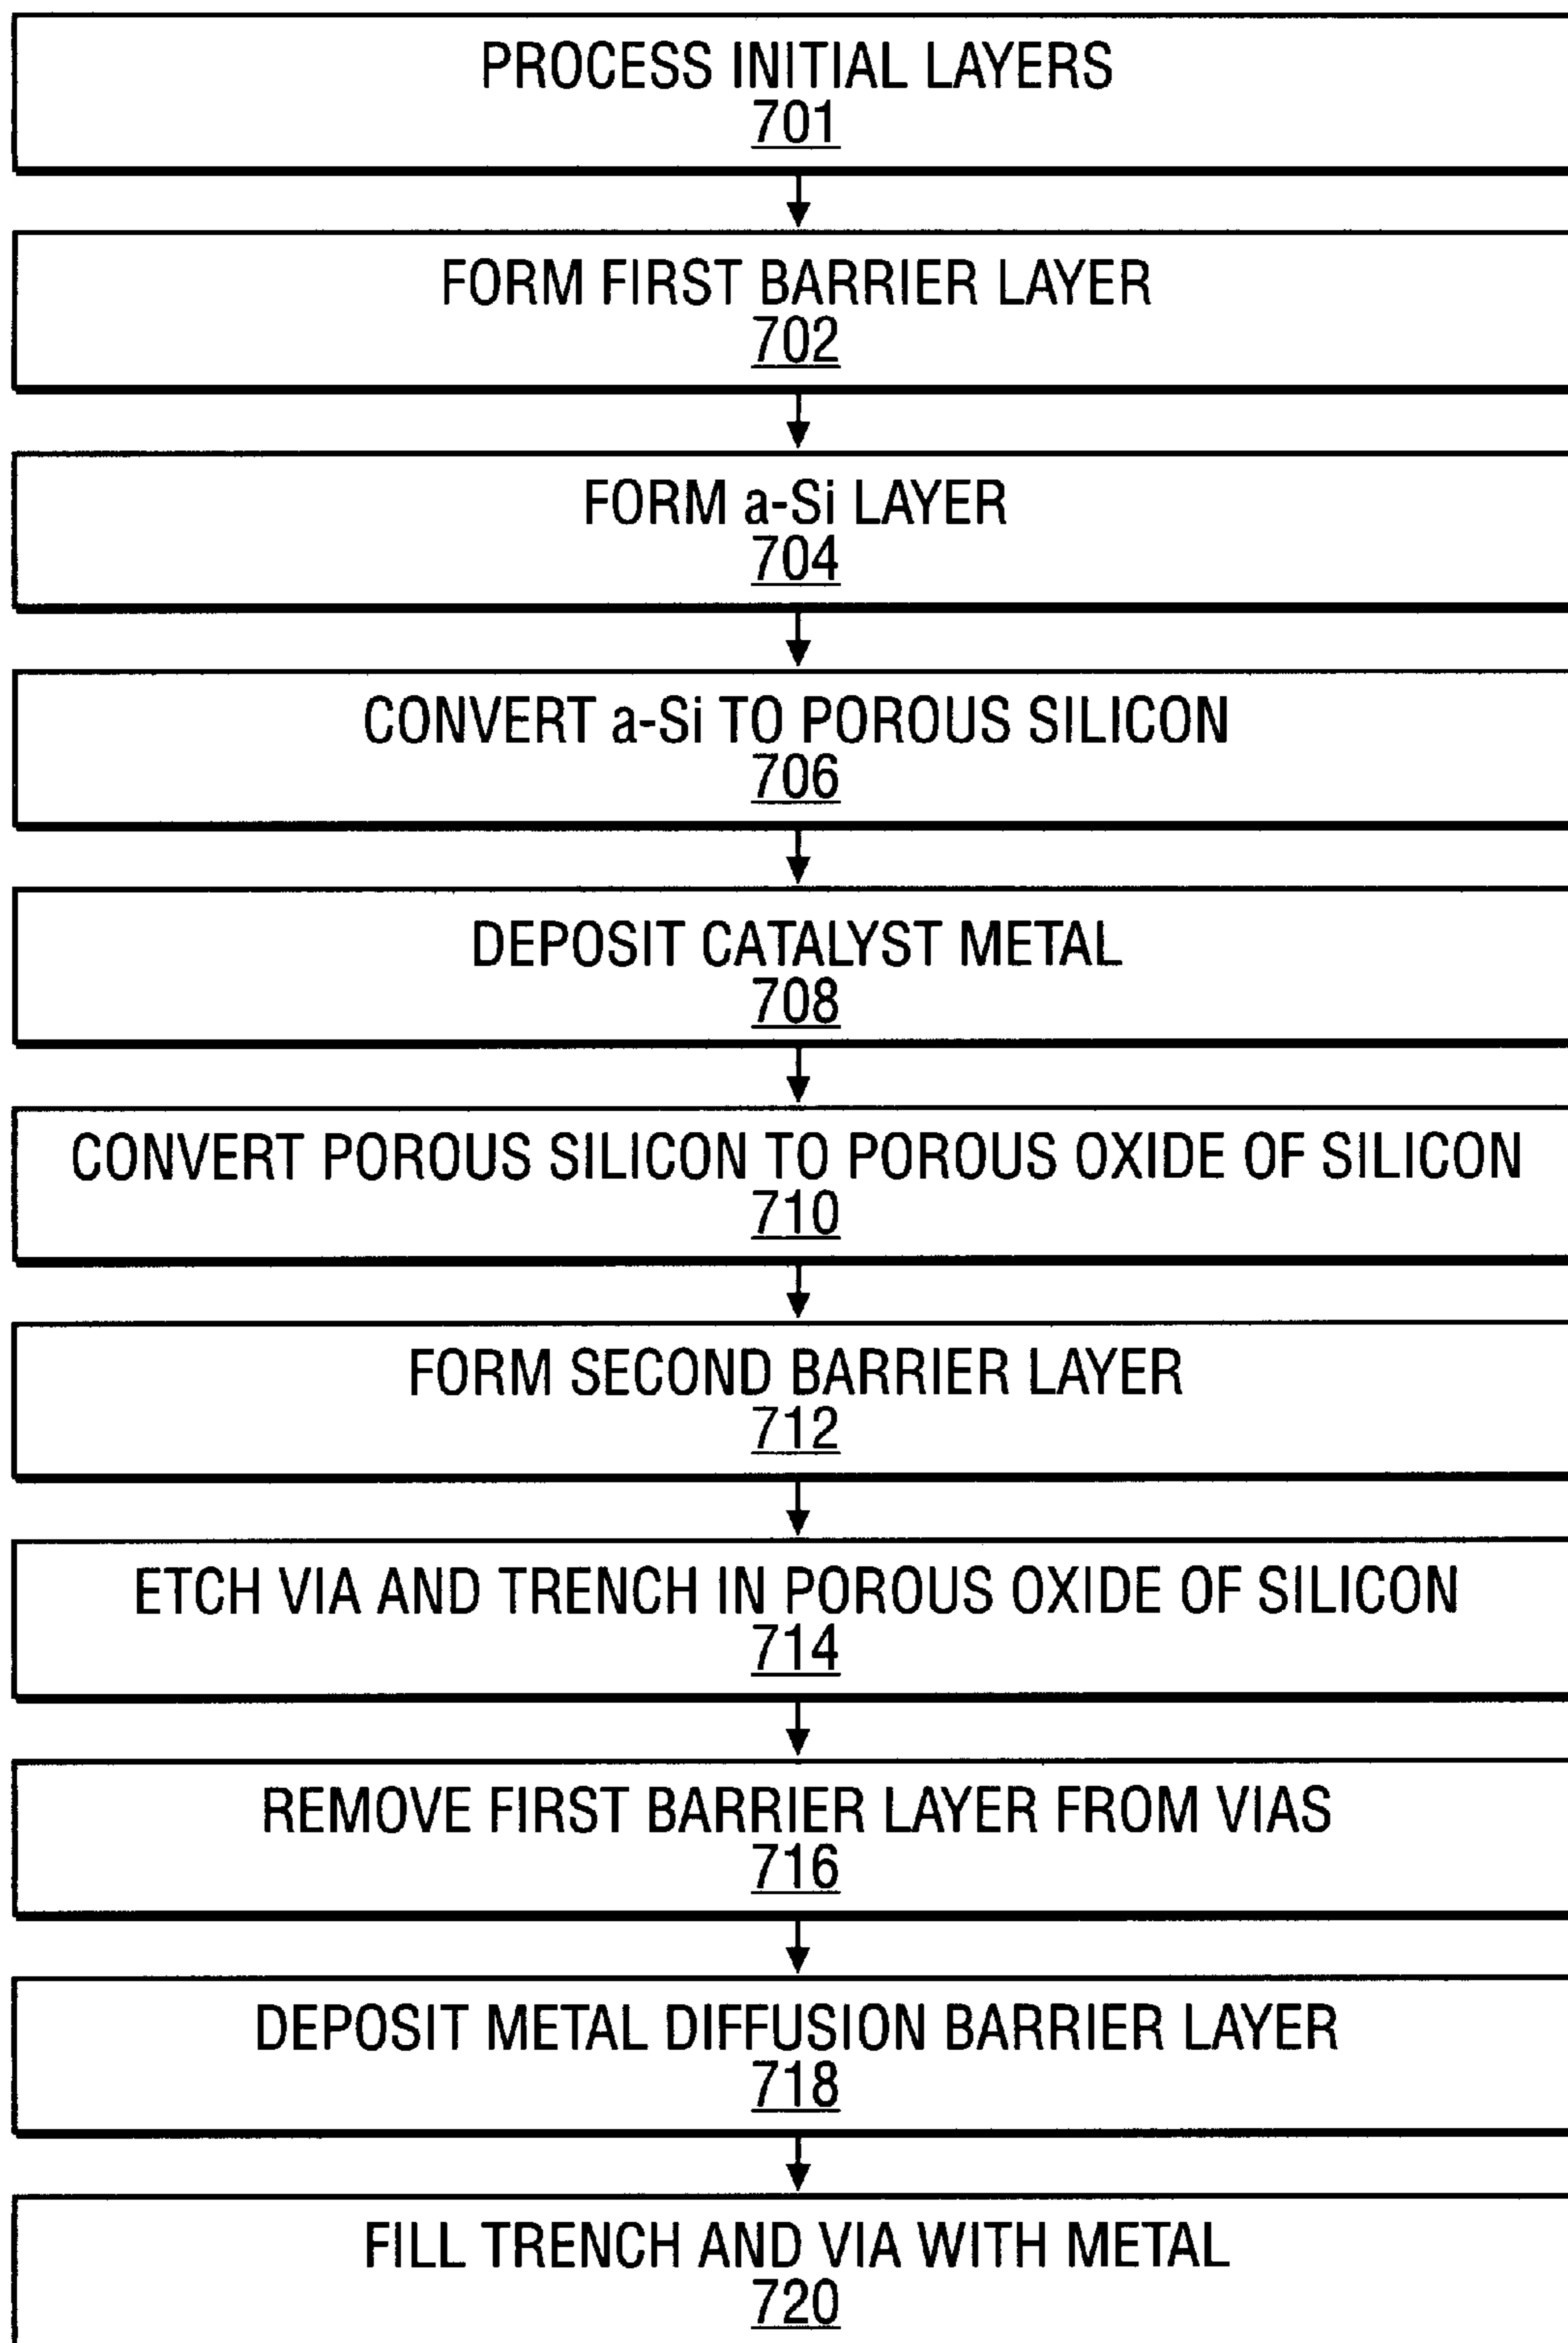 PROCESS INITIAL LAYERS
701
FORM FIRST BARRIER LAYER
702
FORM a-Si LAYER
704
CONVERT a-Si TO POROUS SILICON
706
DEPOSIT CATALYST METAL
708
CONVERT POROUS SILICON TO POROUS OXIDE OF SILICON
710
FORM SECOND BARRIER LAYER
712
ETCH VIA AND TRENCH IN POROUS OXIDE OF SILICON
714
REMOVE FIRST BARRIER LAYER FROM VIAS
716
DEPOSIT METAL DIFFUSION BARRIER LAYER
718
FILL TRENCH AND VIA WITH METAL
720